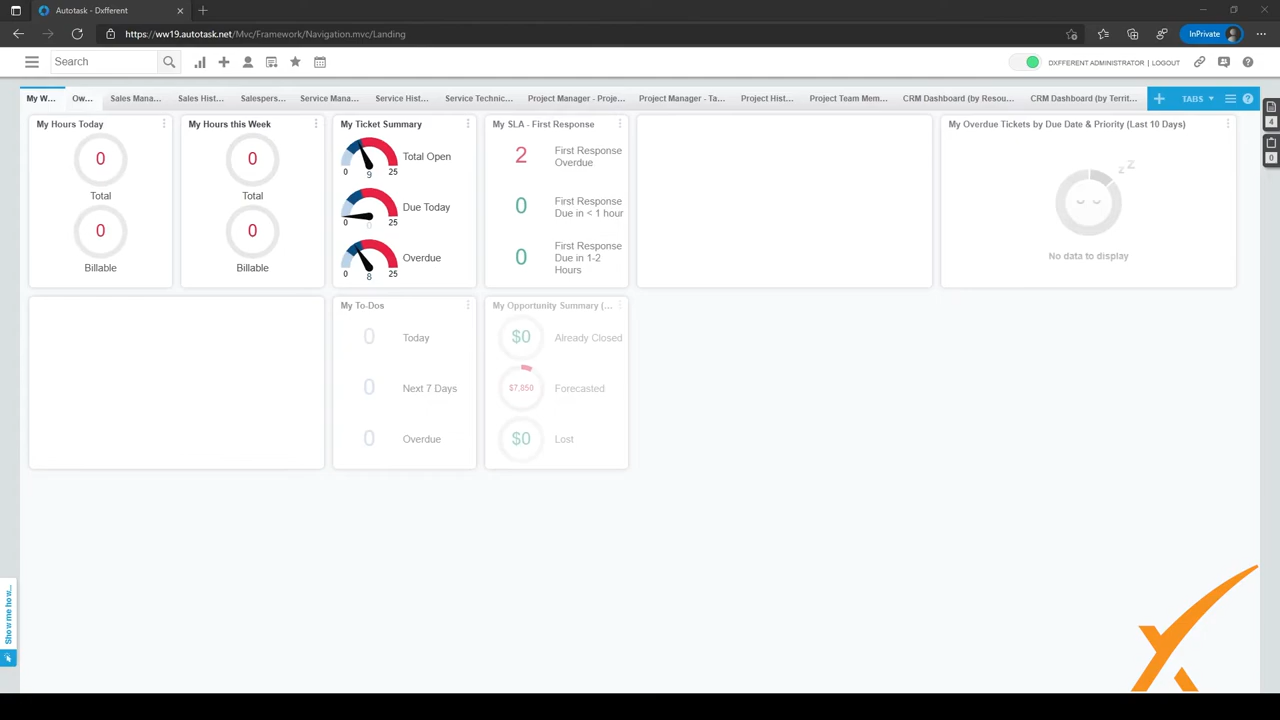 Autotask - Dxfferent
https://ww19.autotask.net/Mvc/Framework/Navigation.mvc/Landing
InPrivate
Search
DXFFERENT ADMINISTRATOR | LOGOUT
My W... Ow... Sales Mana... Sales Hist... Salespers... Service Mana... Service Hist... Service Technic... Project Manager - Proje... Project Manager - Ta... Project Hist... Project Team Mem... CRM Dashboard (by Resou... CRM Dashboard (by Territ... TABS
4
0
My Hours Today
0
Total
0
Billable
My Hours this Week
0
Total
0
Billable
My Ticket Summary
Total Open
0 9 25
Due Today
0 0 25
Overdue
0 8 25
My SLA - First Response
2 First Response
Overdue
0 First Response
Due in < 1 hour
0 First Response
Due in 1-2
Hours
My Overdue Tickets by Due Date & Priority (Last 10 Days)
z z
No data to display
My To-Dos
0 Today
0 Next 7 Days
0 Overdue
My Opportunity Summary (...
$0 Already Closed
$7,850 Forecasted
$0 Lost
Show me how...